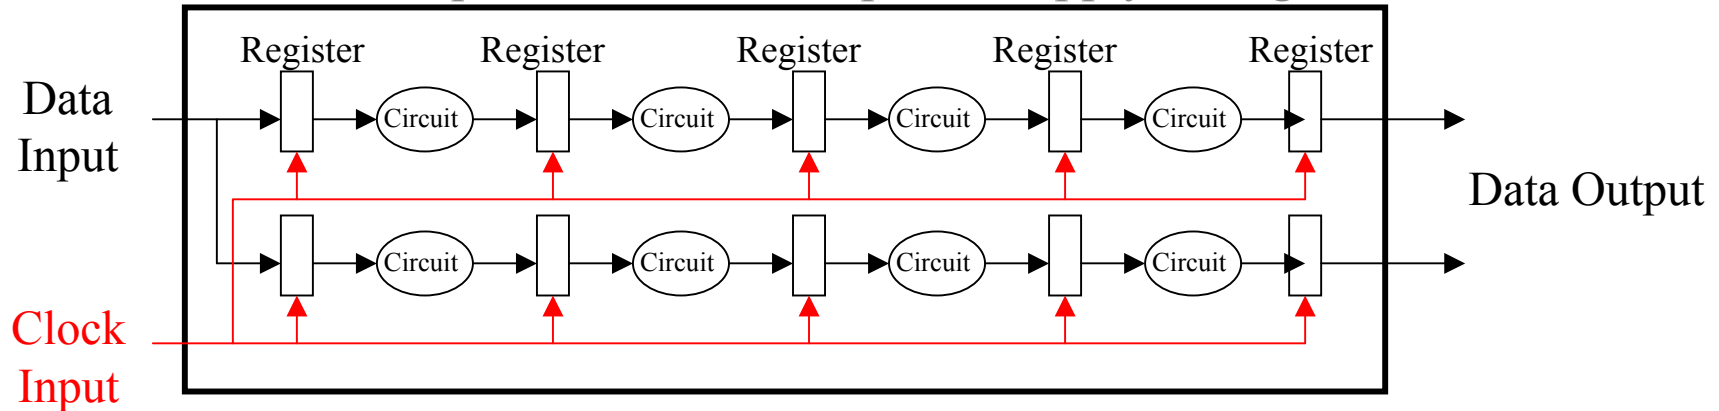 Register Register Register Register Register
Data
Input
Circuit Circuit Circuit Circuit
Data Output
Circuit Circuit Circuit Circuit
Clock
Input